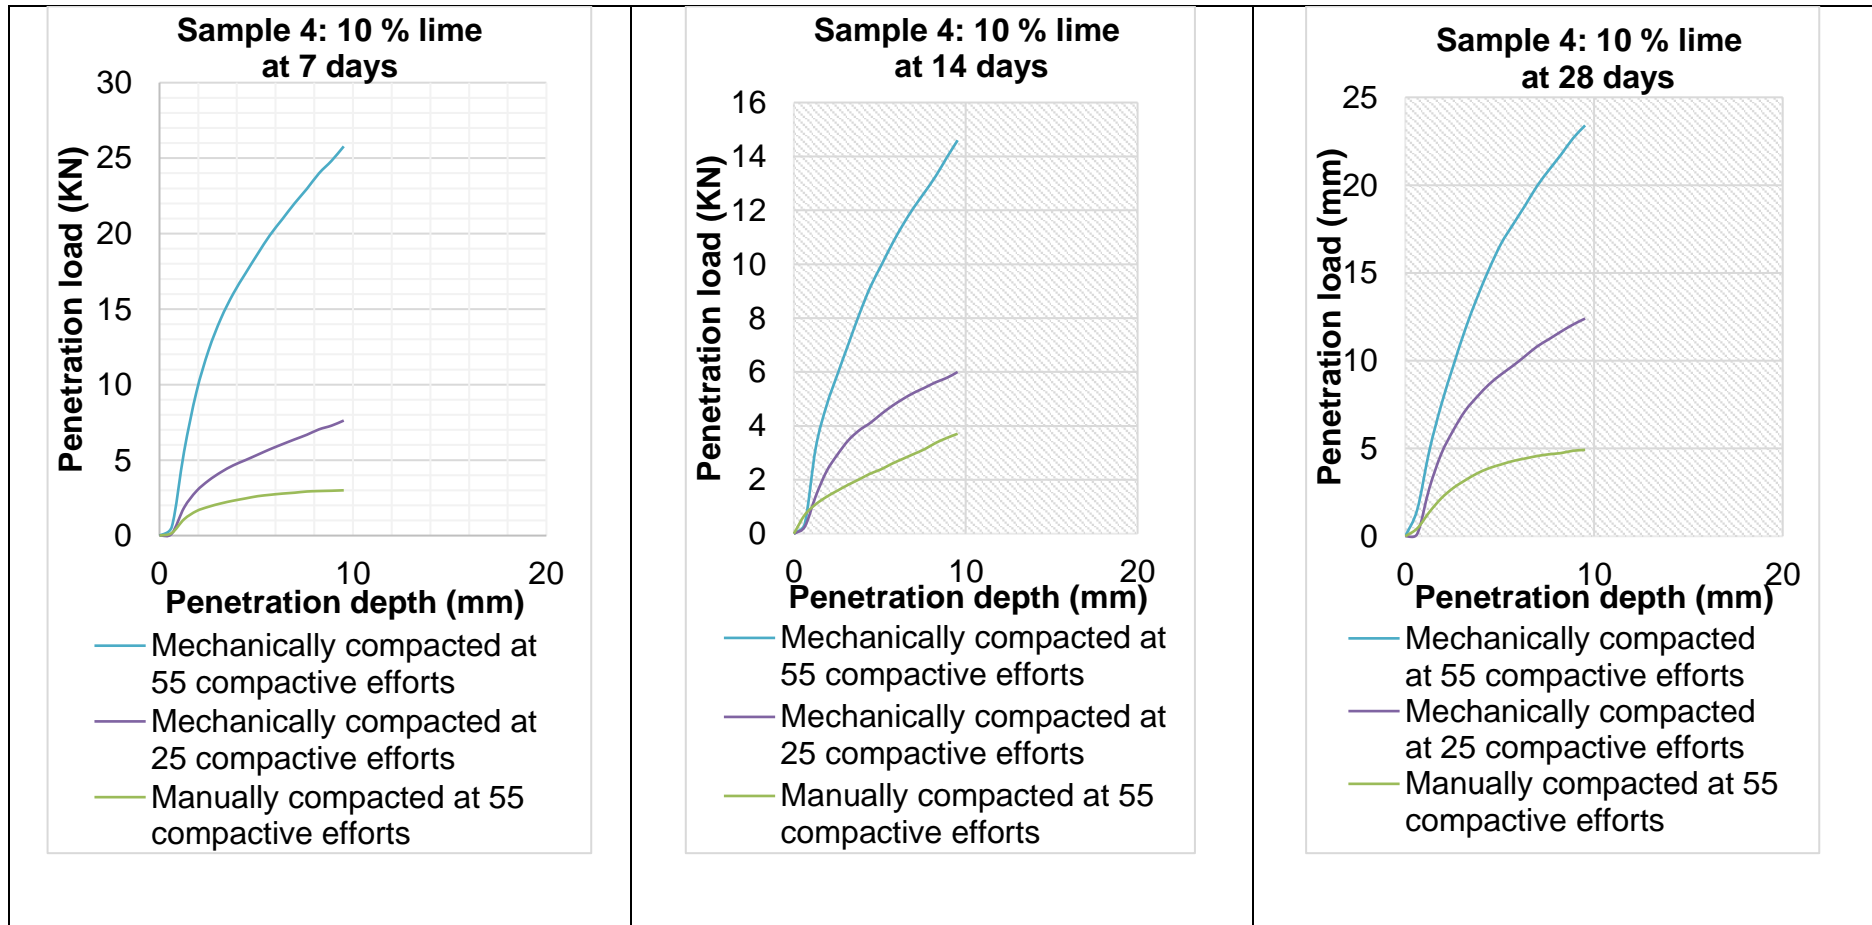 Sample 4: 10 % lime
at 7 days
30
25
20
15
10
5
0
Penetration load (KN)
0
10
20
Penetration depth (mm)
Mechanically compacted at
55 compactive efforts
Mechanically compacted at
25 compactive efforts
Manually compacted at 55
compactive efforts
Sample 4: 10 % lime
at 14 days
16
14
12
10
8
6
4
2
0
Penetration load (KN)
0
10
20
Penetration depth (mm)
Mechanically compacted at
55 compactive efforts
Mechanically compacted at
25 compactive efforts
Manually compacted at 55
compactive efforts
Sample 4: 10 % lime
at 28 days
25
20
15
10
5
0
Penetration load (mm)
0
10
20
Penetration depth (mm)
Mechanically compacted
at 55 compactive efforts
Mechanically compacted
at 25 compactive efforts
Manually compacted at 55
compactive efforts